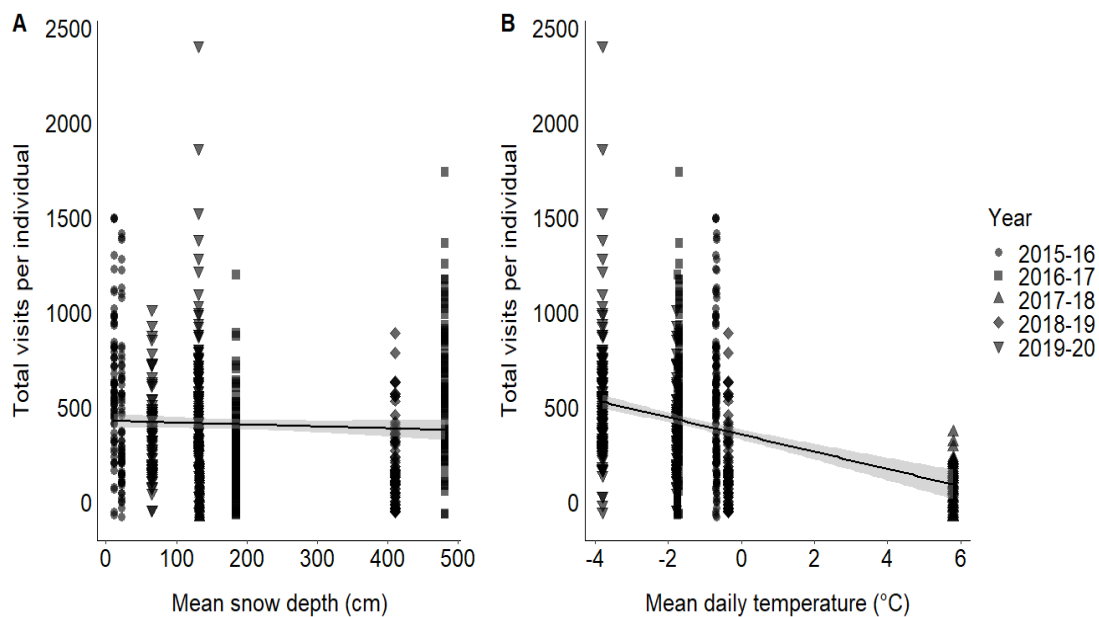 A
B
2500
2000
1500
1000
500
0
Total visits per individual
0 100 200 300 400 500
Mean snow depth (cm)
2500
2000
1500
1000
500
0
Total visits per individual
-4 -2 0 2 4 6
Mean daily temperature (°C)
Year
2015-16
2016-17
2017-18
2018-19
2019-20